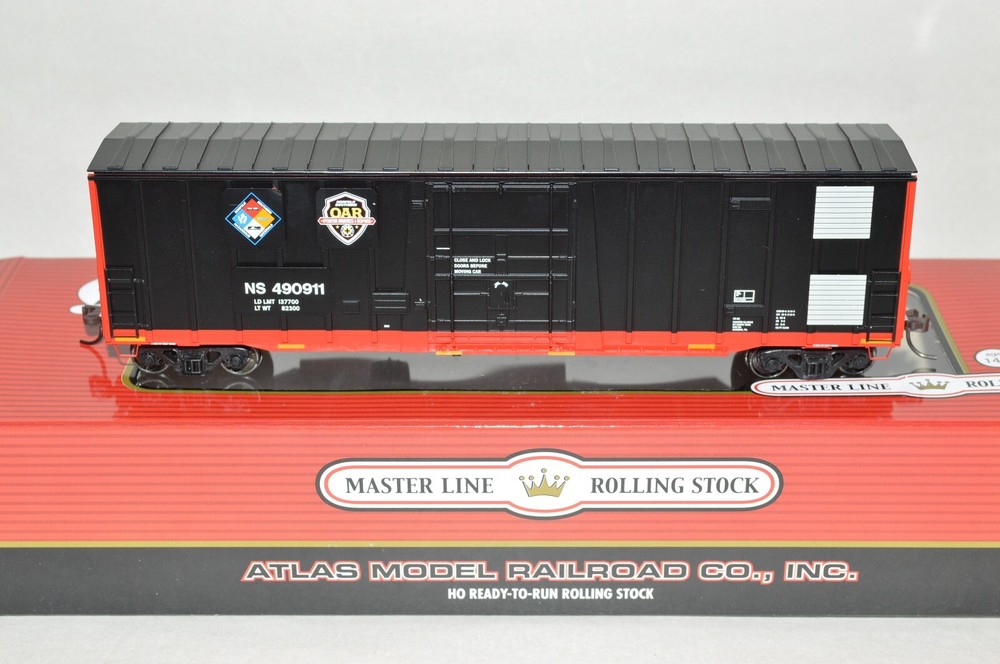 OAR
CLOSE AND LOCK
DOORS BEFORE
MOVING CAR
NS 490911
LD LMT 137700
LT WT 82300
MASTER LINE
MASTER LINE ROLLING STOCK
ATLAS MODEL RAILROAD CO., INC.
HO READY-TO-RUN ROLLING STOCK